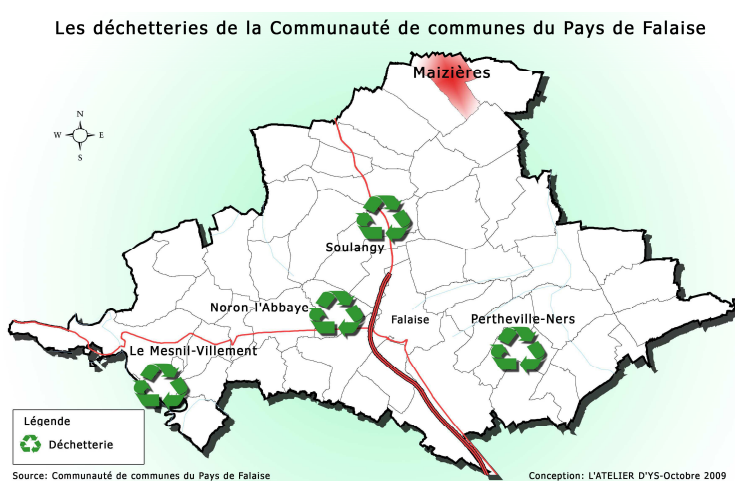 Les déchetteries de la Communauté de communes du Pays de Falaise
Maizières
N
W E
S
Soulangy
Noron l'Abbaye
Falaise
Pertheville-Ners
Le Mesnil-Villement
Légende
Déchetterie
Source: Communauté de communes du Pays de Falaise
Conception: L'ATELIER D'YS-Octobre 2009